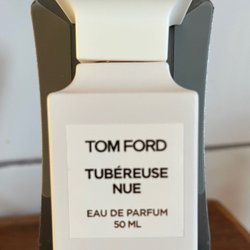 TOM FORD
TUBÉREUSE
NUE
EAU DE PARFUM
50 ML